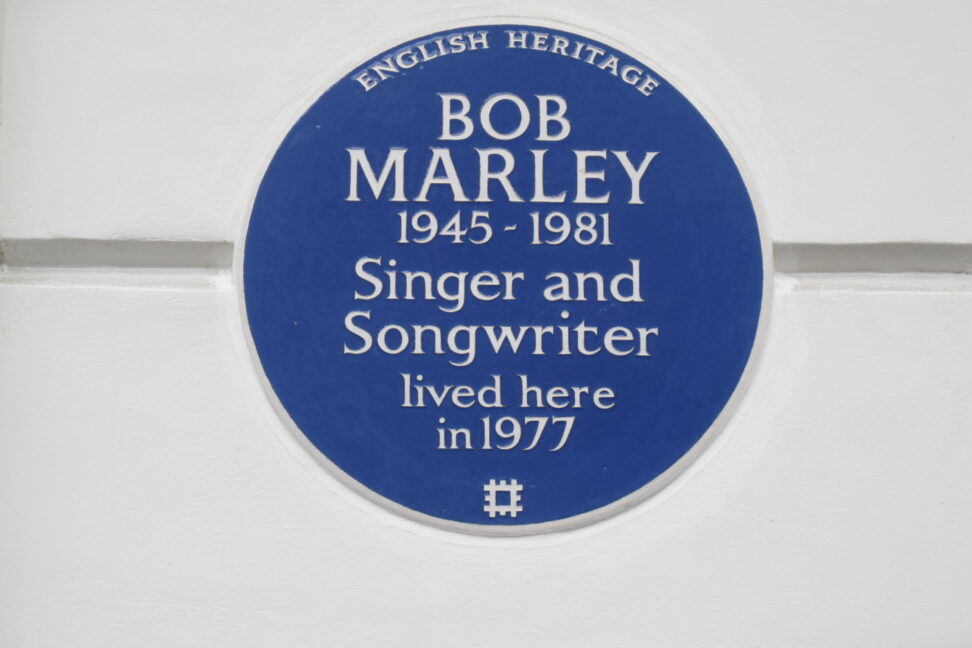 ENGLISH HERITAGE
BOB
MARLEY
1945 - 1981
Singer and
Songwriter
lived here
in 1977